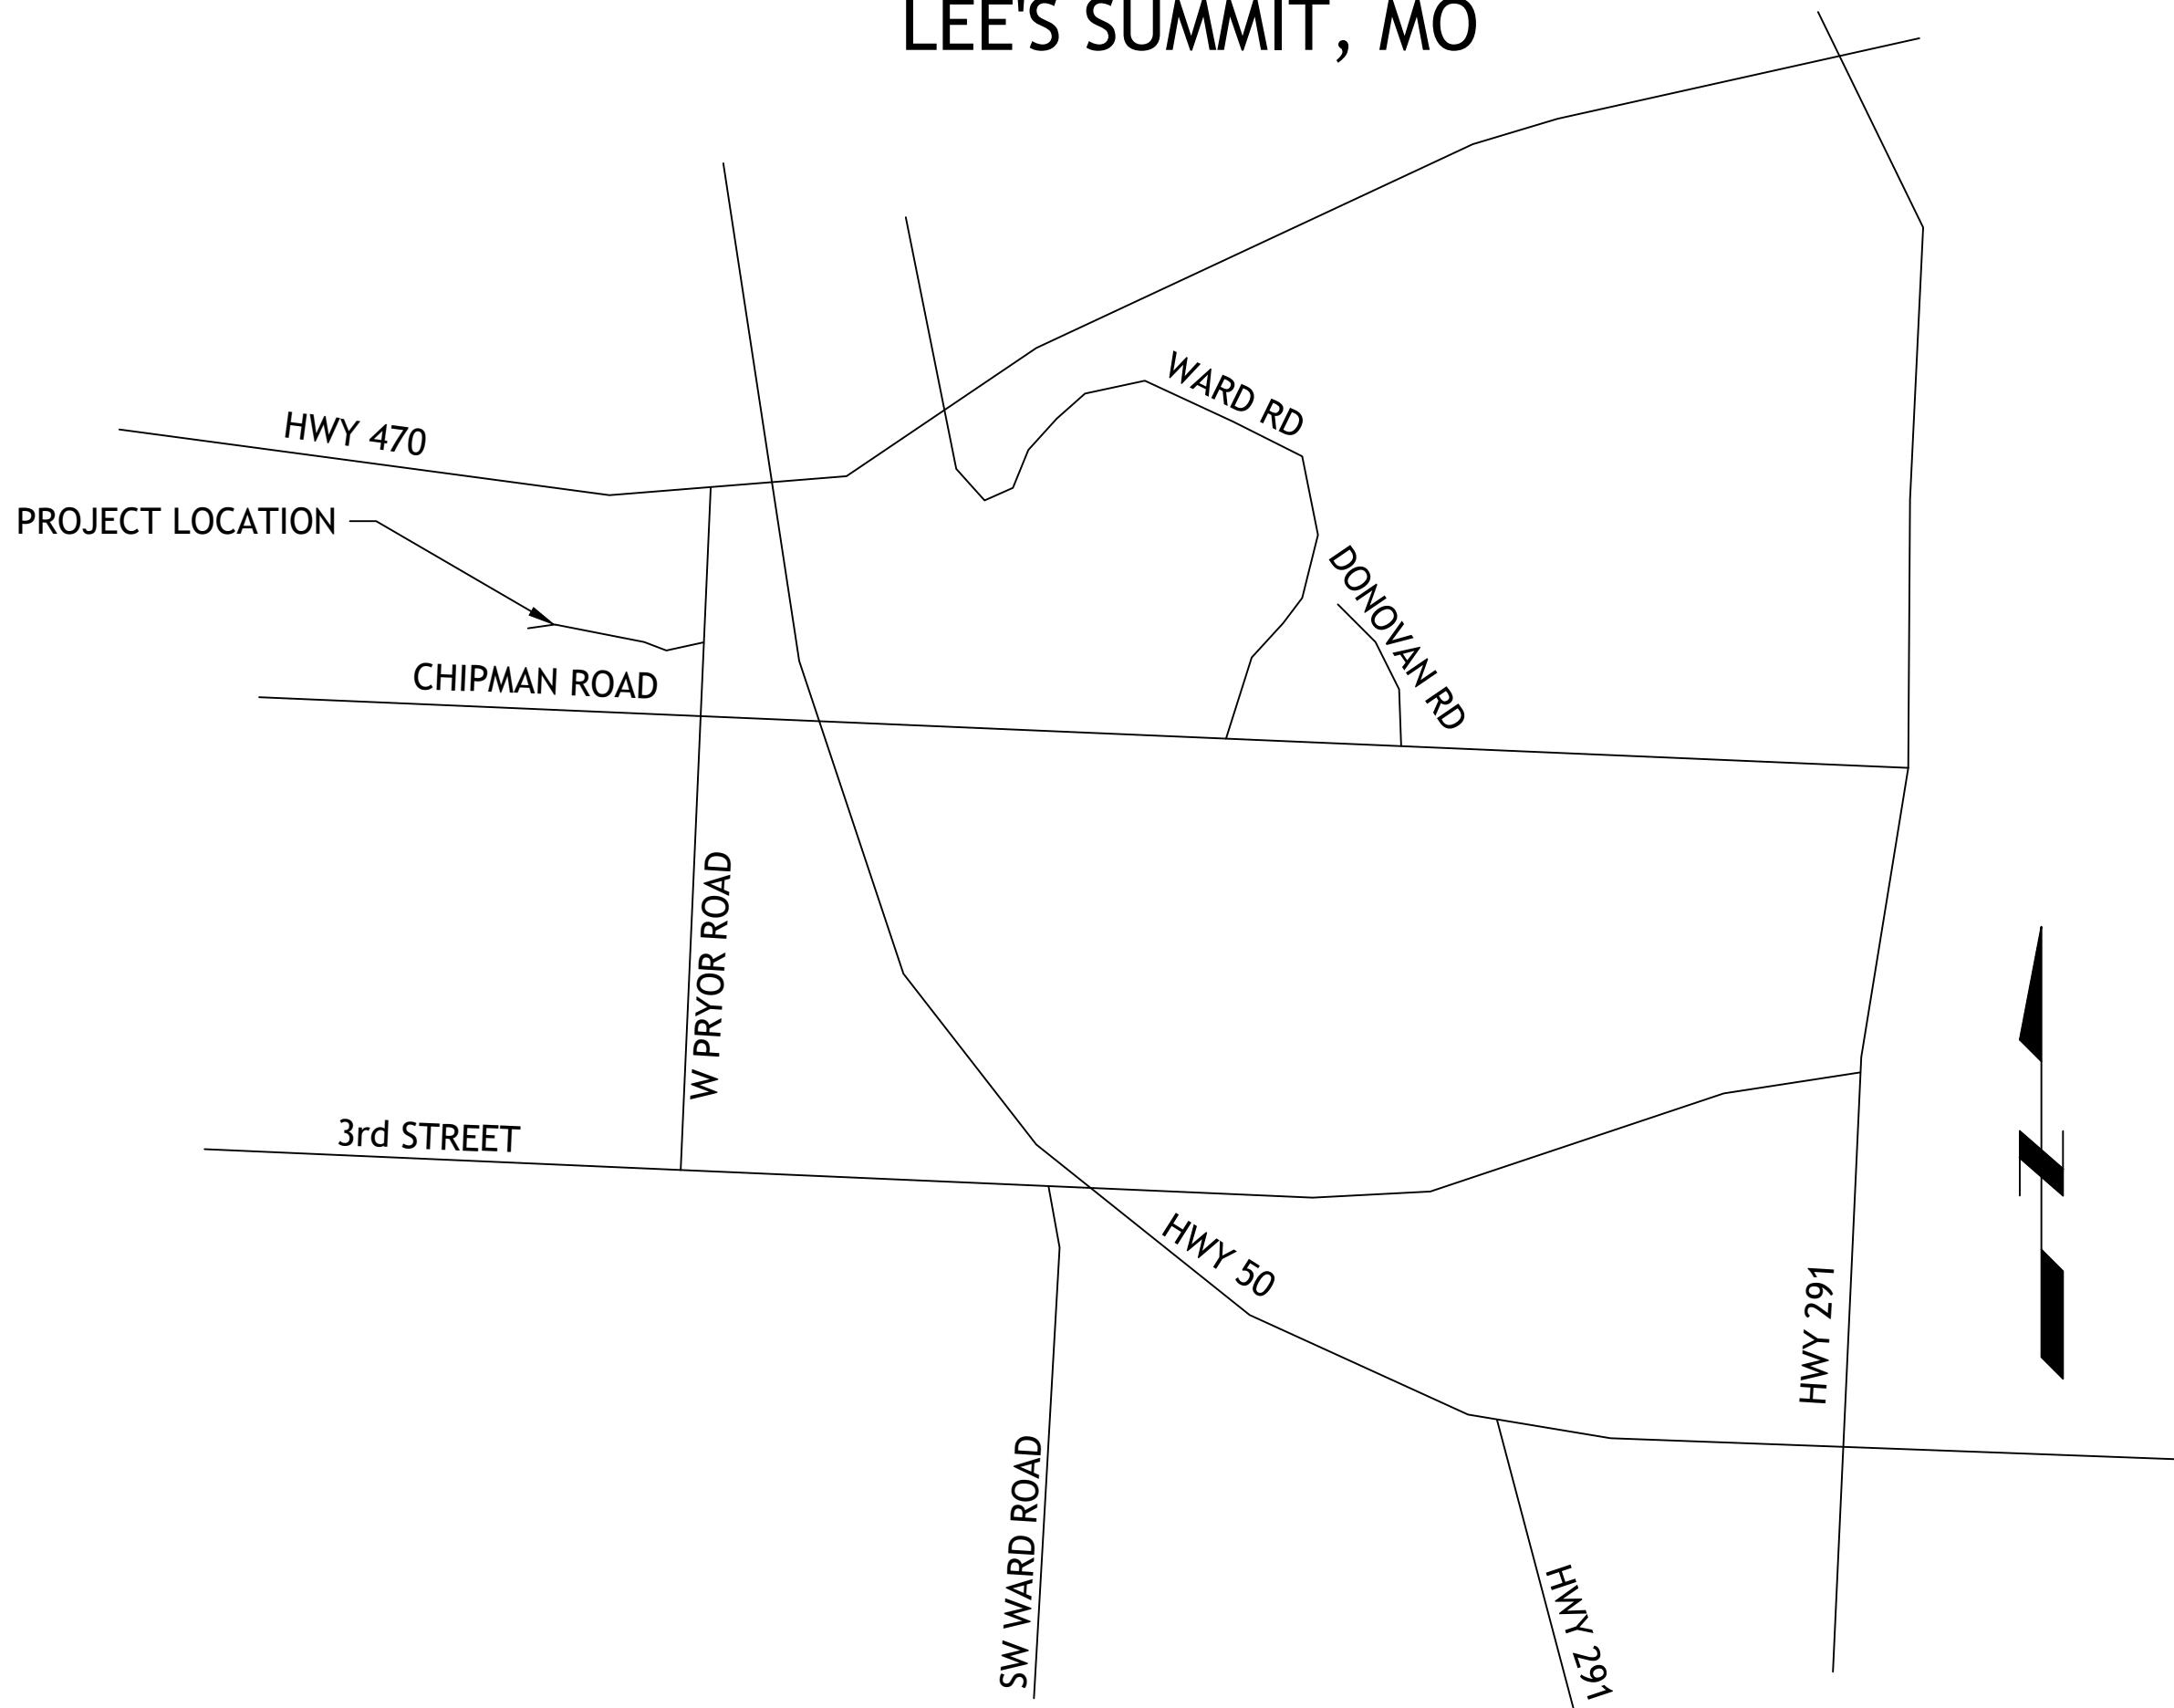 LEE'S SUMMIT, MO
WARD RD
HWY 470
PROJECT LOCATION
DONOVAN RD
CHIPMAN ROAD
W PRYOR ROAD
3rd STREET
HWY 50
HWY 291
SW WARD ROAD
HWY 291
N